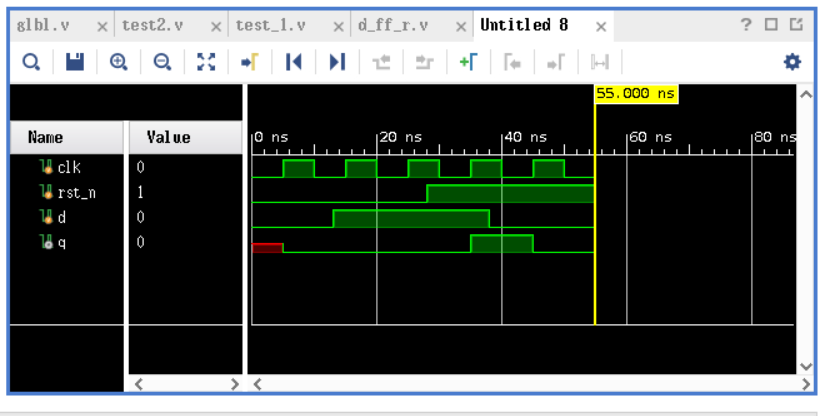 glbl.v × test2.v × test_1.v × d_ff_r.v × Untitled 8 × ?
55.000 ns
Name Value 0 ns 20 ns 40 ns 60 ns 80 ns
clk 0
rst_n 1
d 0
q 0